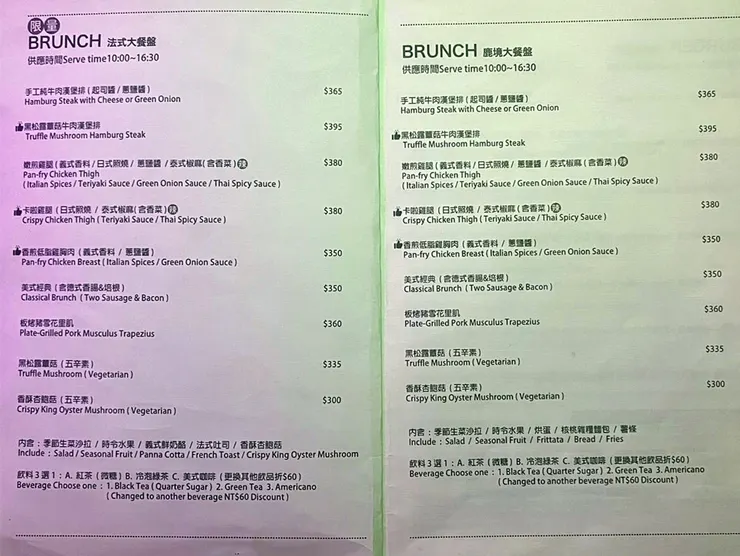 限量
BRUNCH 法式大餐盤
供應時間Serve time10:00~16:30
手工純牛肉漢堡排 ( 起司醬 / 蔥鹽醬 ) $365
Hamburg Steak with Cheese or Green Onion
黑松露蘑菇牛肉漢堡排 $395
Truffle Mushroom Hamburg Steak
嫩煎雞腿 ( 義式香料 / 日式照燒 / 蔥鹽醬 / 泰式椒麻 ( 含香菜 ) 辣 $380
Pan-fry Chicken Thigh
( Italian Spices / Teriyaki Sauce / Green Onion Sauce / Thai Spicy Sauce )
卡啦雞腿 ( 日式照燒 / 泰式椒麻 ( 含香菜 ) 辣 $380
Crispy Chicken Thigh ( Teriyaki Sauce / Thai Spicy Sauce )
香煎低脂雞胸肉 ( 義式香料 / 蔥鹽醬 ) $350
Pan-fry Chicken Breast ( Italian Spices / Green Onion Sauce )
美式經典 ( 含德式香腸&培根 ) $350
Classical Brunch ( Two Sausage & Bacon )
板烤豬雪花里肌 $360
Plate-Grilled Pork Musculus Trapezius
黑松露蘑菇 ( 五辛素 ) $335
Truffle Mushroom ( Vegetarian )
香酥杏鮑菇 ( 五辛素 ) $300
Crispy King Oyster Mushroom ( Vegetarian )
內含 : 季節生菜沙拉 / 時令水果 / 義式鮮奶酪 / 法式吐司 / 香酥杏鮑菇
Include : Salad / Seasonal Fruit / Panna Cotta / French Toast / Crispy King Oyster Mushroom
飲料 3 選 1 : A. 紅茶 ( 微糖 ) B. 冷泡綠茶 C. 美式咖啡 ( 更換其他飲品折$60 )
Beverage Choose one : 1. Black Tea ( Quarter Sugar ) 2. Green Tea 3. Americano
( Changed to another beverage NT$60 Discount )
BRUNCH 鹿境大餐盤
供應時間Serve time10:00~16:30
手工純牛肉漢堡排 ( 起司醬 / 蔥鹽醬 ) $365
Hamburg Steak with Cheese or Green Onion
黑松露蘑菇牛肉漢堡排 $395
Truffle Mushroom Hamburg Steak
嫩煎雞腿 ( 義式香料 / 日式照燒 / 蔥鹽醬 / 泰式椒麻 ( 含香菜 ) 辣 $380
Pan-fry Chicken Thigh
( Italian Spices / Teriyaki Sauce / Green Onion Sauce / Thai Spicy Sauce )
卡啦雞腿 ( 日式照燒 / 泰式椒麻 ( 含香菜 ) 辣 $380
Crispy Chicken Thigh ( Teriyaki Sauce / Thai Spicy Sauce )
香煎低脂雞胸肉 ( 義式香料 / 蔥鹽醬 ) $350
Pan-fry Chicken Breast ( Italian Spices / Green Onion Sauce )
美式經典 ( 含德式香腸&培根 ) $350
Classical Brunch ( Two Sausage & Bacon )
板烤豬雪花里肌 $360
Plate-Grilled Pork Musculus Trapezius
黑松露蘑菇 ( 五辛素 ) $335
Truffle Mushroom ( Vegetarian )
香酥杏鮑菇 ( 五辛素 ) $300
Crispy King Oyster Mushroom ( Vegetarian )
內含 : 季節生菜沙拉 / 時令水果 / 烘蛋 / 核桃雜糧麵包 / 薯條
Include : Salad / Seasonal Fruit / Frittata / Bread / Fries
飲料 3 選 1 : A. 紅茶 ( 微糖 ) B. 冷泡綠茶 C. 美式咖啡 ( 更換其他飲品折$60 )
Beverage Choose one : 1. Black Tea ( Quarter Sugar ) 2. Green Tea 3. Americano
( Changed to another beverage NT$60 Discount )